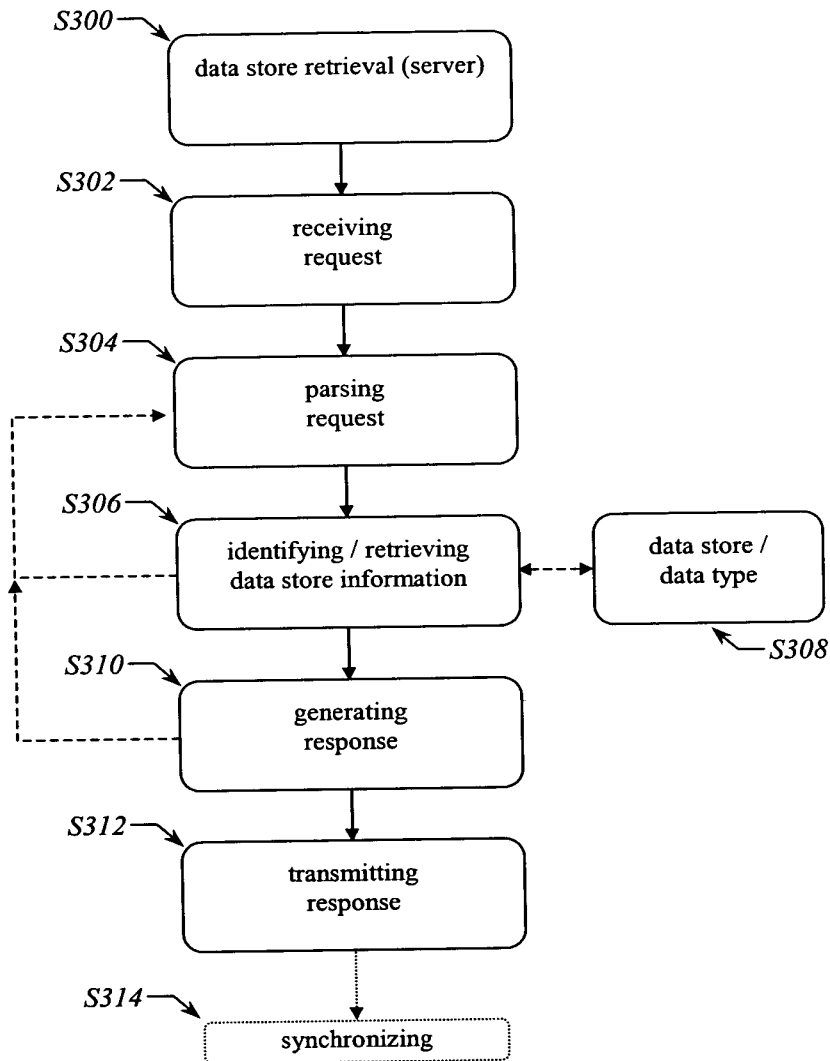 S300
data store retrieval (server)
S302
receiving
request
S304
parsing
request
S306
identifying / retrieving
data store information
data store /
data type
S308
S310
generating
response
S312
transmitting
response
S314
synchronizing